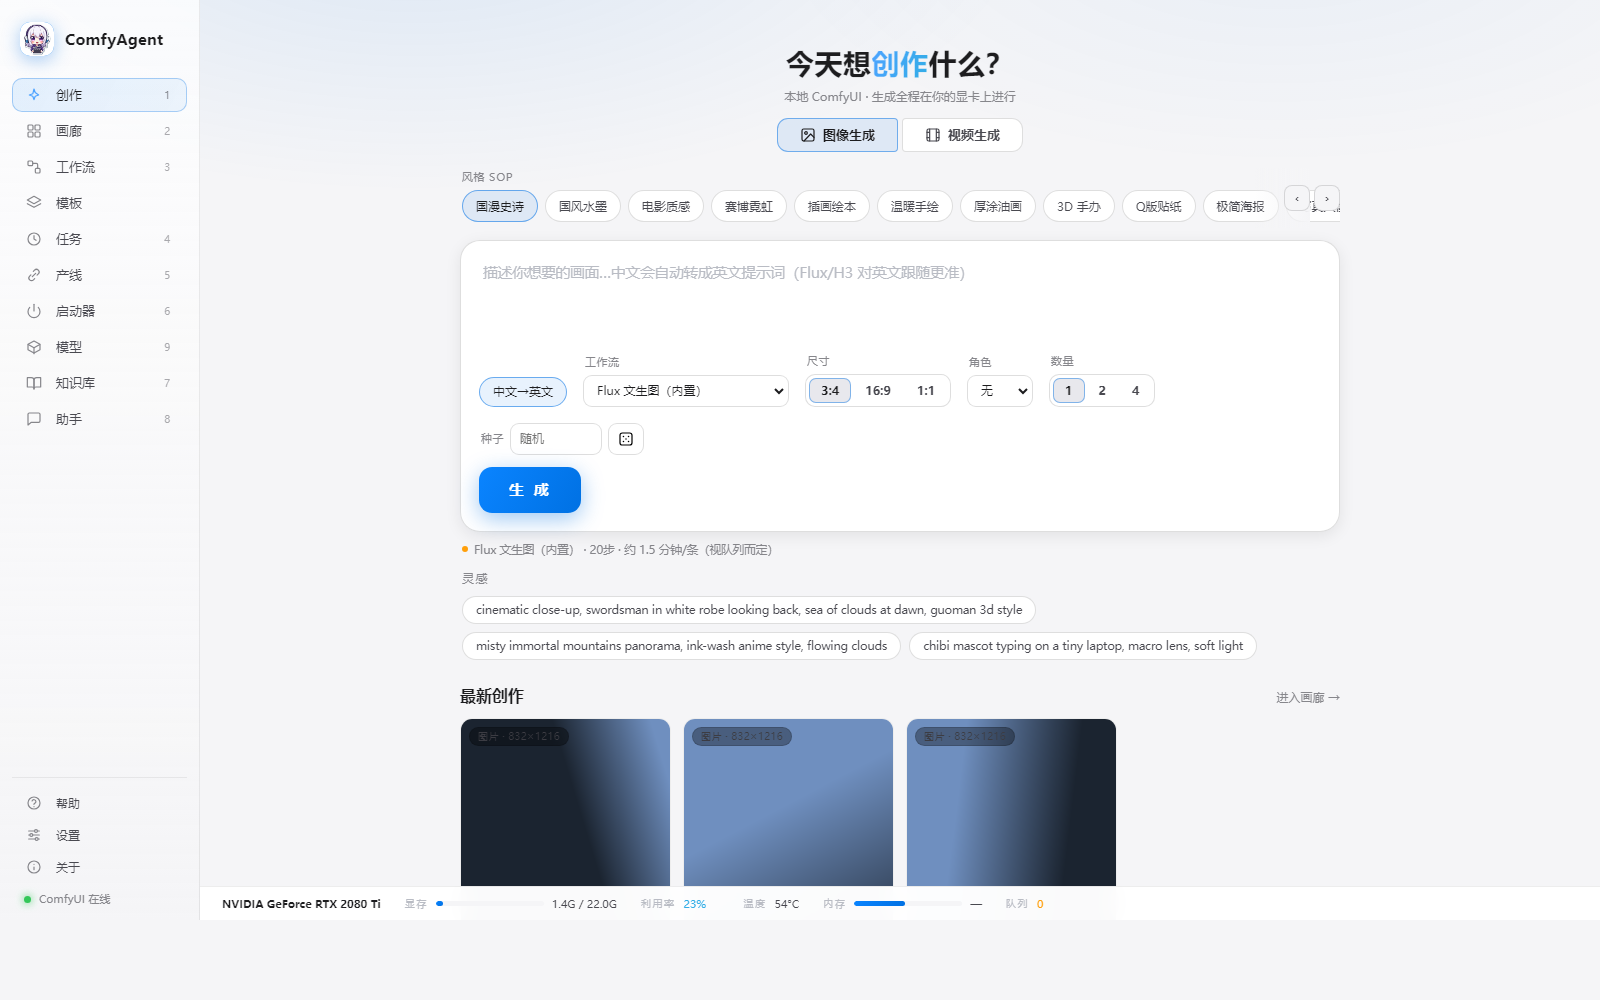 ComfyAgent
创作 1
画廊 2
工作流 3
模板
任务 4
产线 5
启动器 6
模型 9
知识库 7
助手 8
帮助
设置
关于
ComfyUI 在线
今天想创作什么？
本地 ComfyUI · 生成全程在你的显卡上进行
图像生成 视频生成
风格 SOP
国漫史诗 国风水墨 电影质感 赛博霓虹 插画绘本 温暖手绘 厚涂油画 3D 手办 Q版贴纸 极简海报 ‹ ›
描述你想要的画面...中文会自动转成英文提示词（Flux/H3 对英文跟随更准）
工作流 尺寸 角色 数量
中文→英文 Flux 文生图（内置） 3:4 16:9 1:1 无 1 2 4
种子 随机
生 成
Flux 文生图（内置） · 20步 · 约 1.5 分钟/条（视队列而定）
灵感
cinematic close-up, swordsman in white robe looking back, sea of clouds at dawn, guoman 3d style
misty immortal mountains panorama, ink-wash anime style, flowing clouds
chibi mascot typing on a tiny laptop, macro lens, soft light
最新创作 进入画廊 →
图片 · 832×1216 图片 · 832×1216 图片 · 832×1216
NVIDIA GeForce RTX 2080 Ti 显存 1.4G / 22.0G 利用率 23% 温度 54°C 内存 — 队列 0